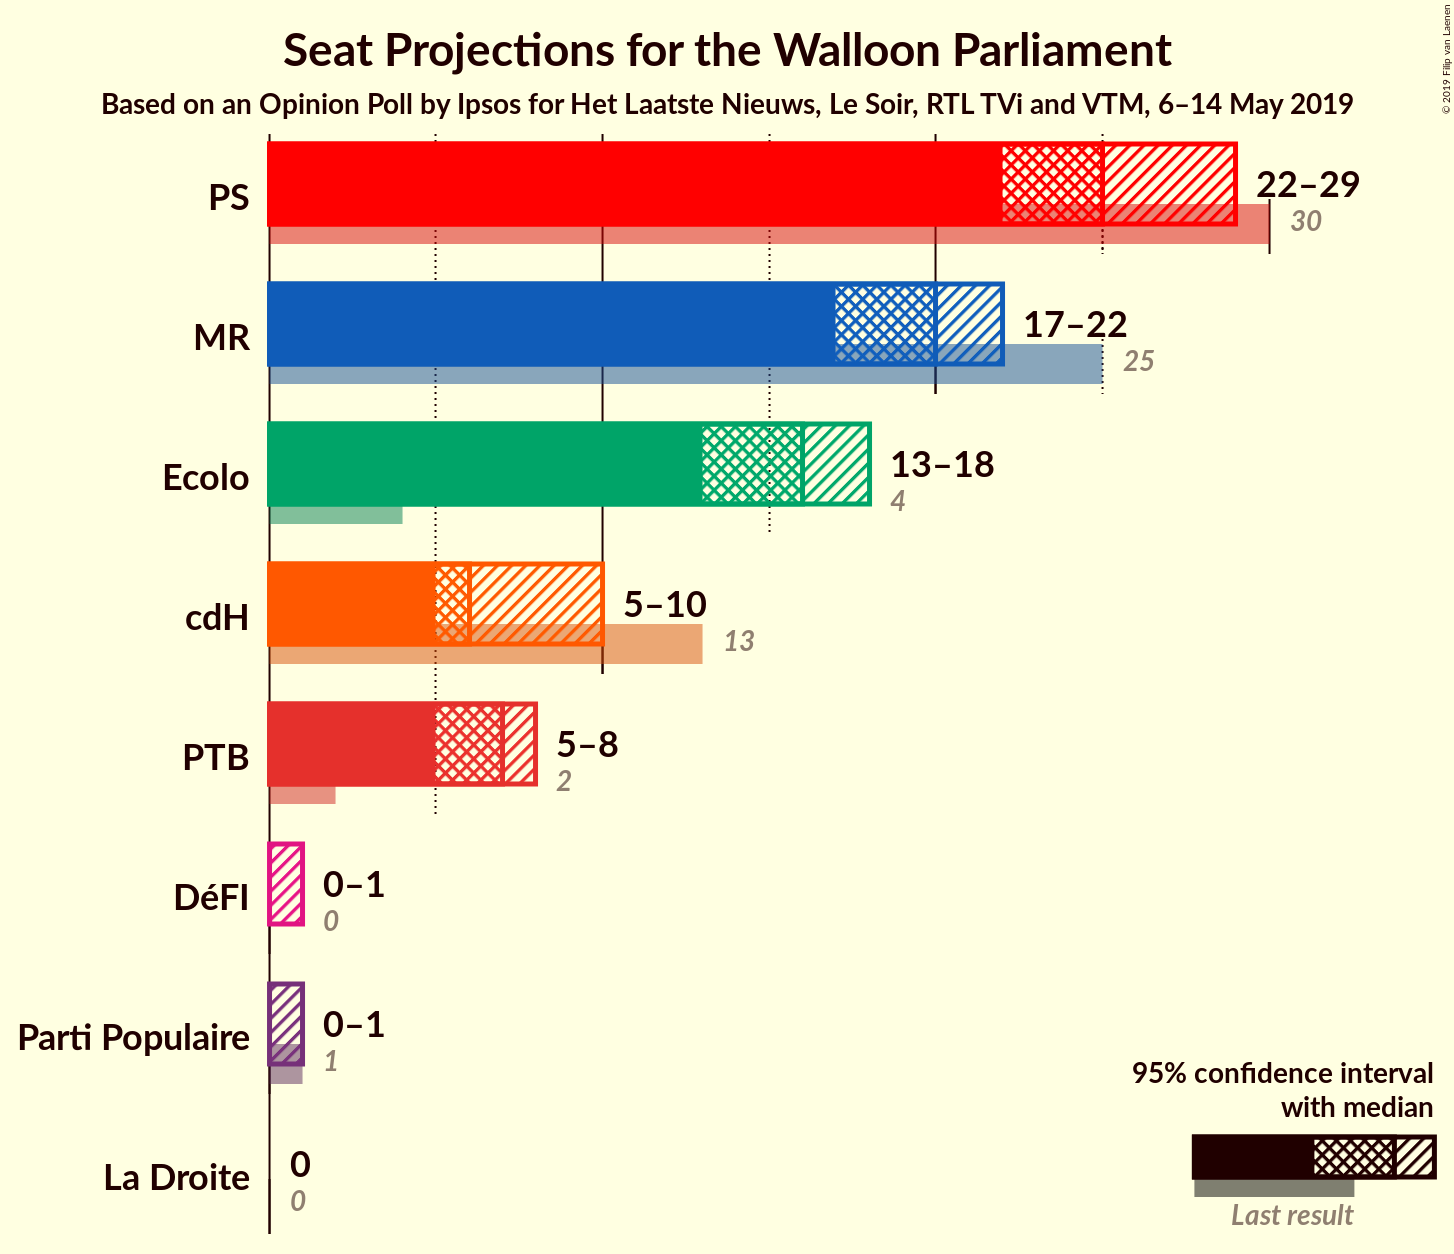 Seat Projections for the Walloon Parliament
Based on an Opinion Poll by Ipsos for Het Laatste Nieuws, Le Soir, RTL TVi and VTM, 6–14 May 2019
© 2019 Filip van Laenen
PS
22–29
30
MR
17–22
25
Ecolo
13–18
4
cdH
5–10
13
PTB
5–8
2
DéFI
0–1
0
Parti Populaire
0–1
1
La Droite
0
0
95% confidence interval
with median
Last result